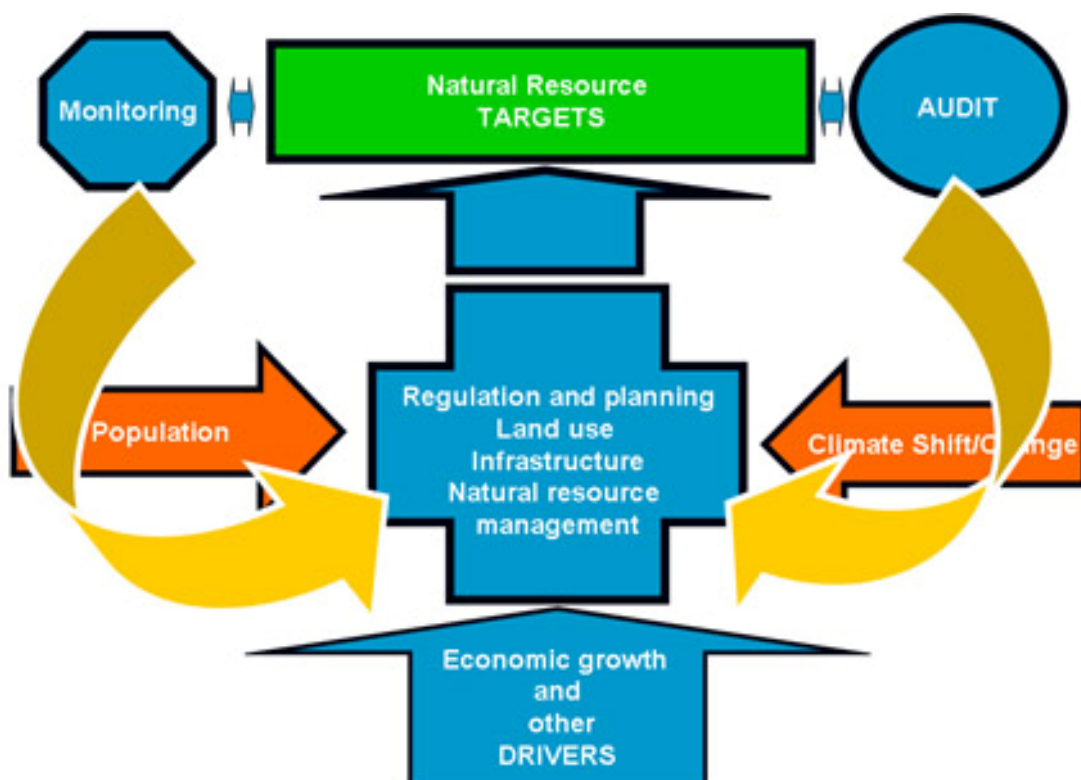 Monitoring
Natural Resource
TARGETS
AUDIT
Population
Regulation and planning
Land use
Infrastructure
Natural resource
management
Climate Shift/Change
Economic growth
and
other
DRIVERS